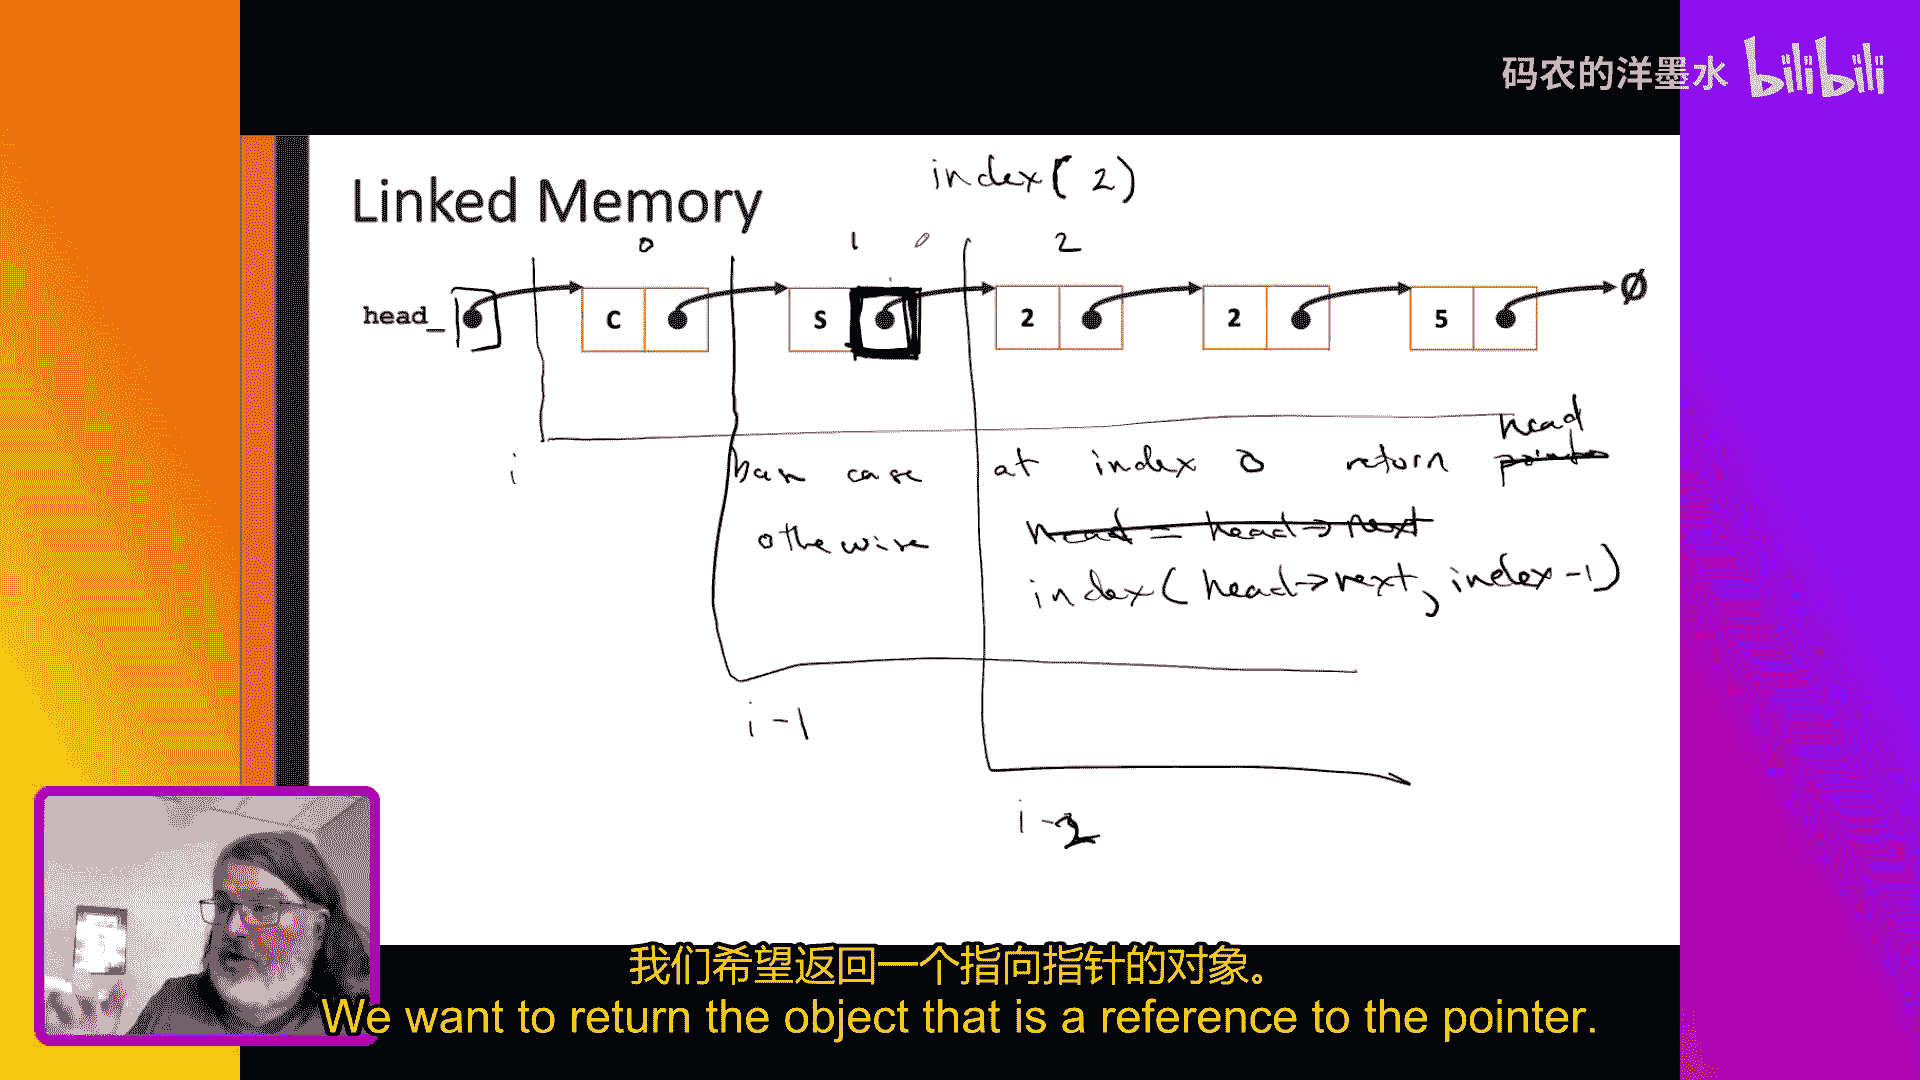 码农的洋墨水 bilibili
index( 2)
Linked Memory
0 1 0 2
head_ C S 2 2 5 Ø
head
i base case at index 0 return points
otherwise head = head→next
index(head→next, index-1)
i-1
i-2
我们希望返回一个指向指针的对象。
We want to return the object that is a reference to the pointer.